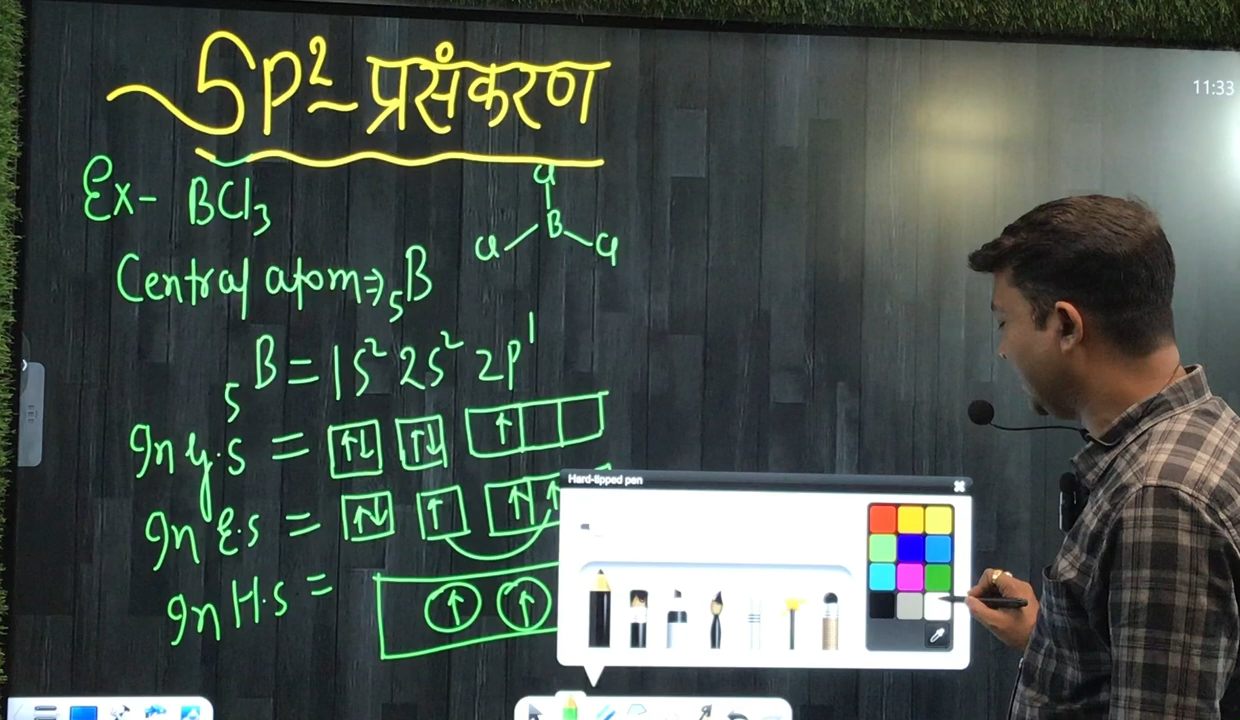 SP² - प्रसंकरण
11:33
Ex- BCl₃
Cl
B
Cl Cl
Central atom ⇒ ₅B
₅B = 1S² 2S² 2P¹
In g.S = ↑↓ ↑↓ ↑
In E.S = ↑↓ ↑ ↑
In H.S = ↑ ↑
Hard-tipped pen